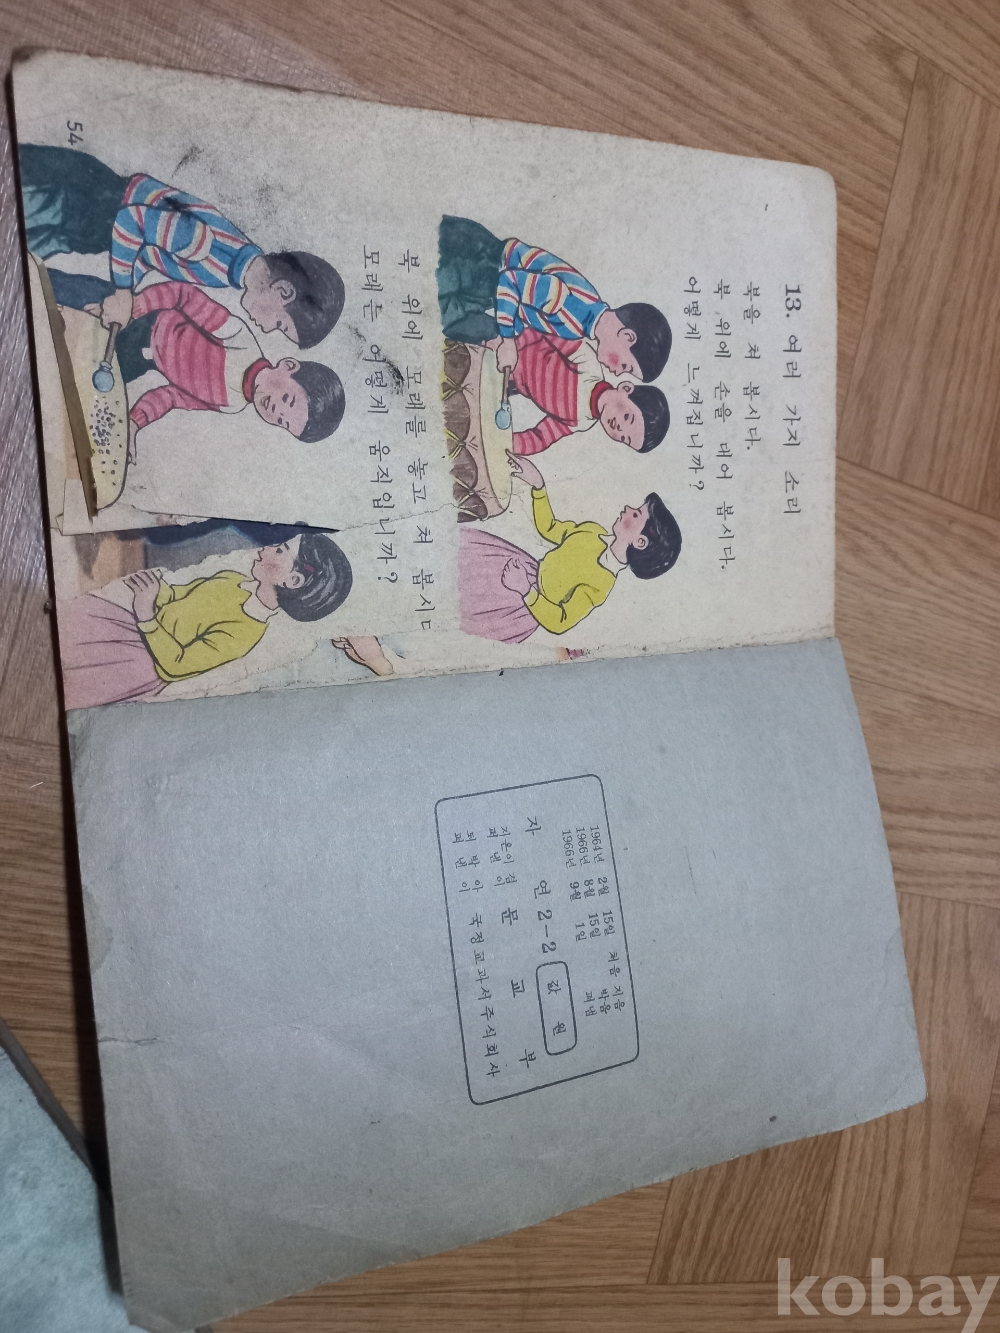 13. 여러 가지 소리
북을 쳐 봅시다.
북 위에 손을 대어 봅시다.
어떻게 느껴집니까?
북 위에 모래를 놓고 쳐 봅시다
모래는 어떻게 움직입니까?
54
1964년 2월 15일 처음 지음
1966년 8월 15일 박음
1966년 9월 1일 펴냄
자연 2-2
값 원
지은이 겸 펴낸이 문교부
되박아 펴낸이 국정교과서주식회사
kobay